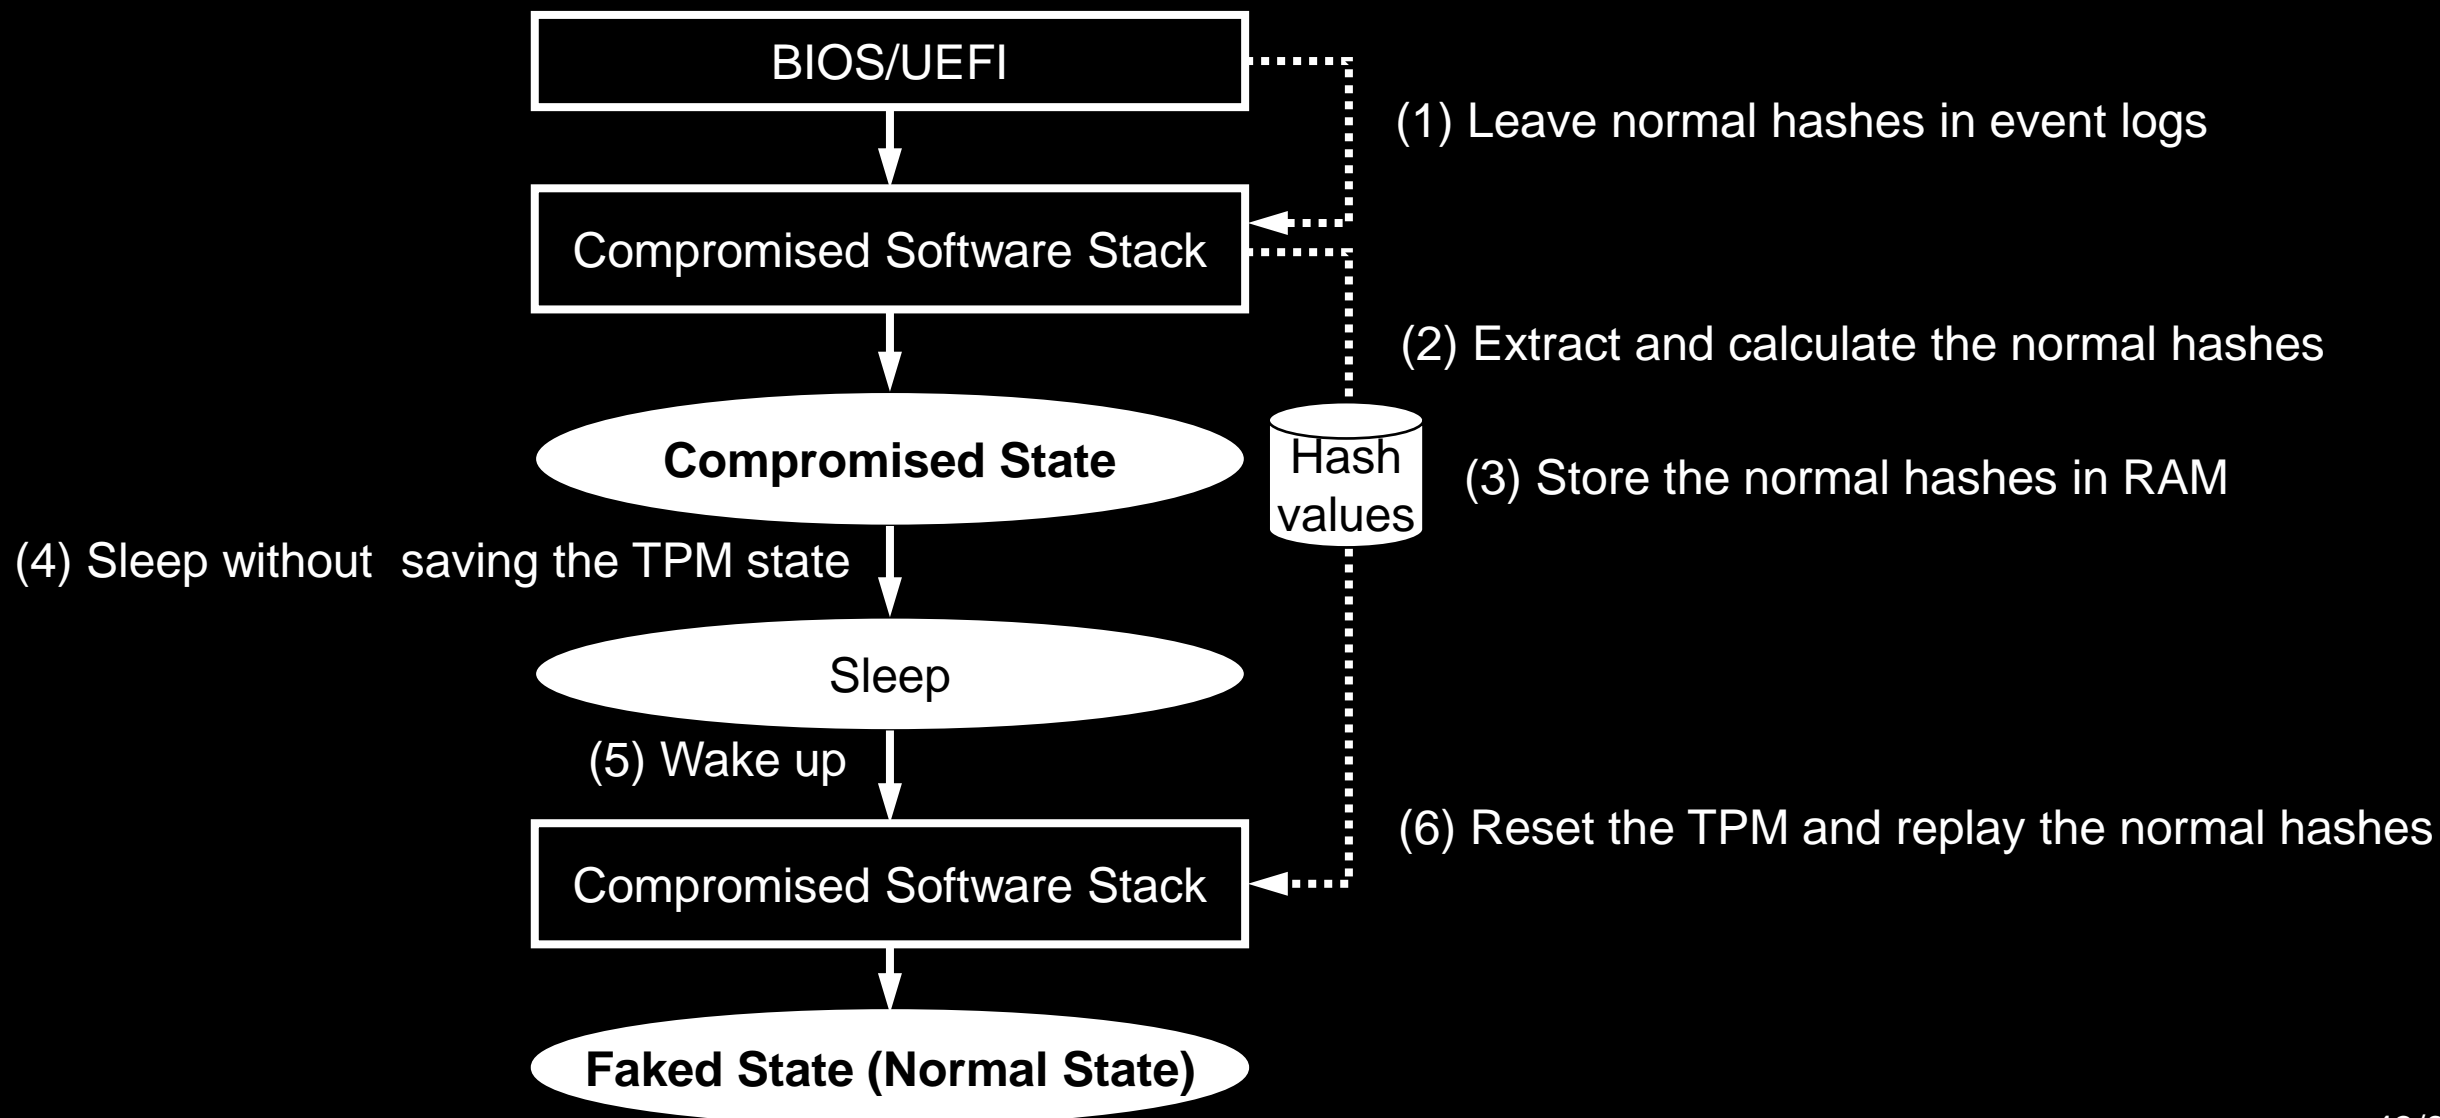 BIOS/UEFI
(1) Leave normal hashes in event logs
Compromised Software Stack
(2) Extract and calculate the normal hashes
Compromised State
Hash
values
(3) Store the normal hashes in RAM
(4) Sleep without  saving the TPM state
Sleep
(5) Wake up
(6) Reset the TPM and replay the normal hashes
Compromised Software Stack
Faked State (Normal State)